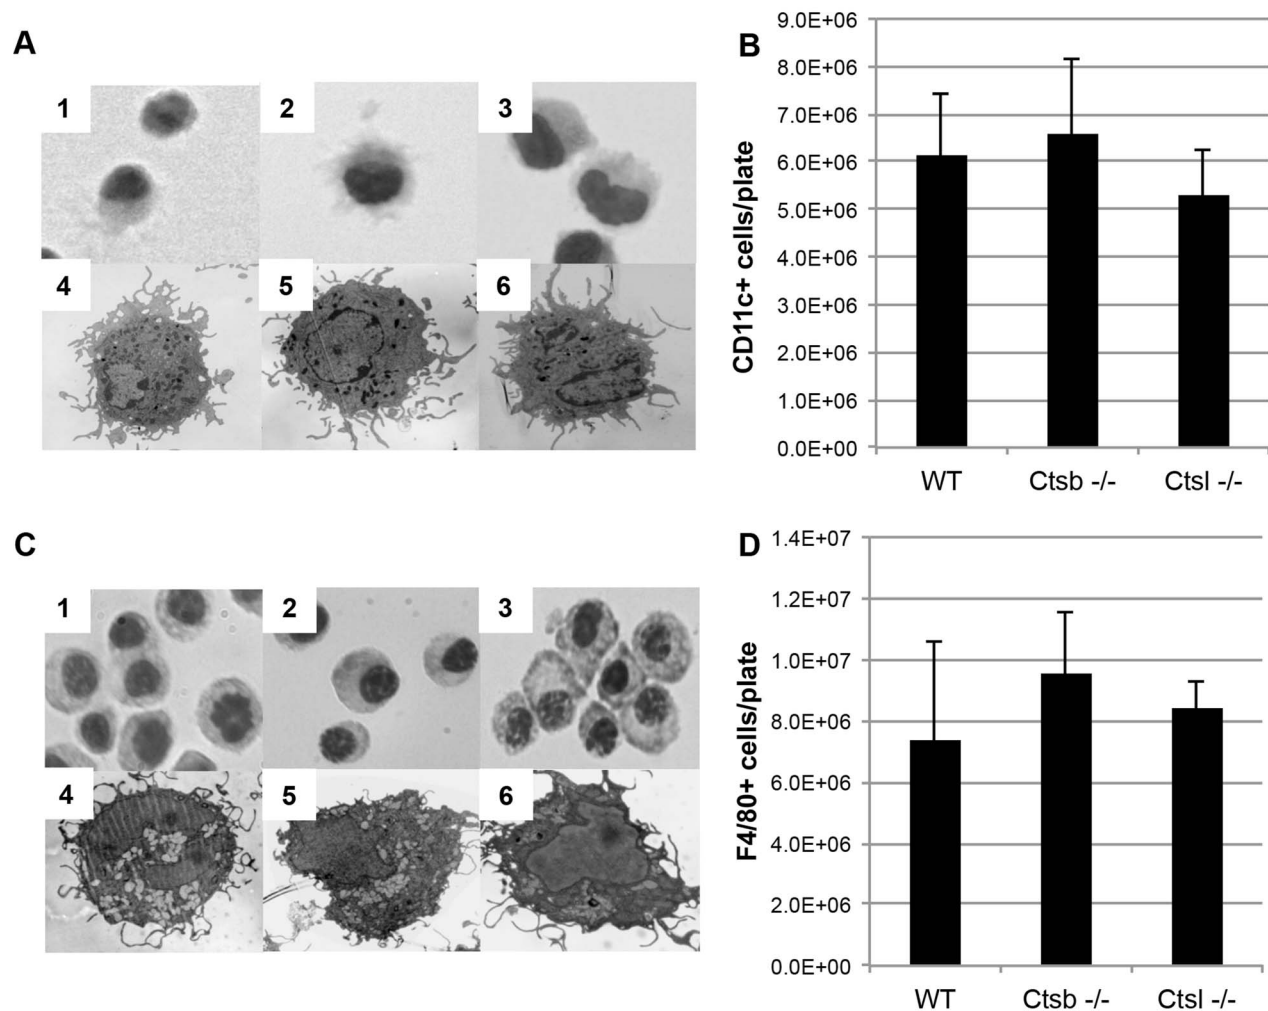 A
1
2
3
4
5
6
B
CD11c+ cells/plate
9.0E+06
8.0E+06
7.0E+06
6.0E+06
5.0E+06
4.0E+06
3.0E+06
2.0E+06
1.0E+06
0.0E+00
WT Ctsb -/- Ctsl -/-
C
1
2
3
4
5
6
D
F4/80+ cells/plate
1.4E+07
1.2E+07
1.0E+07
8.0E+06
6.0E+06
4.0E+06
2.0E+06
0.0E+00
WT Ctsb -/- Ctsl -/-